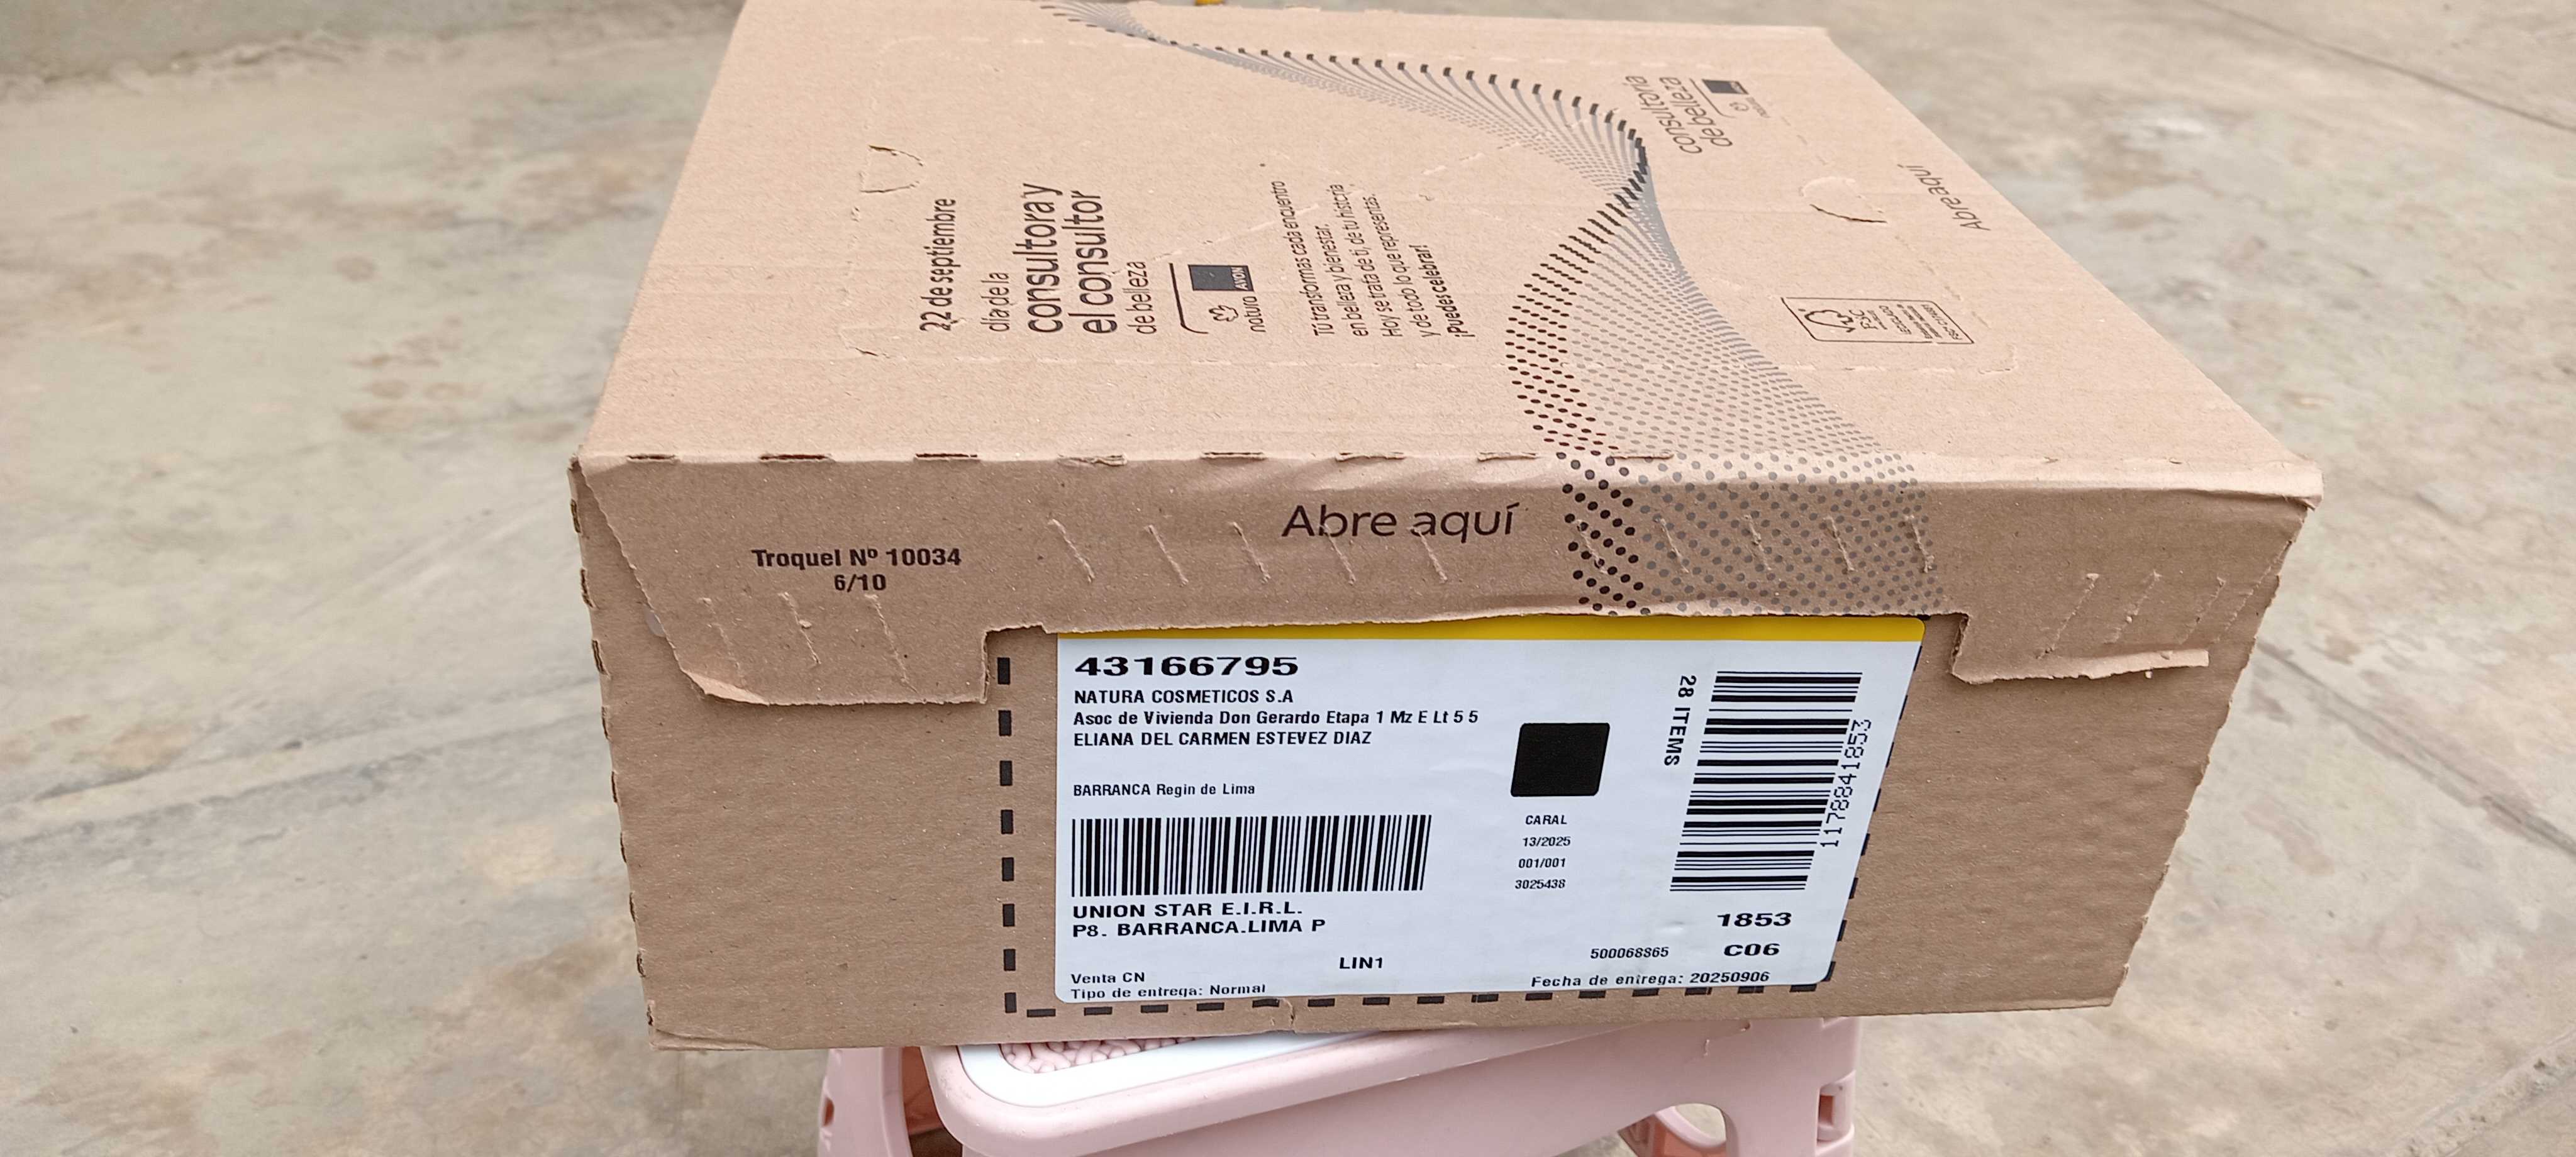 22 de septiembre
día de la
consultora y
el consultor
de belleza
natura
AVON
Tú transformas cada encuentro
en belleza y bienestar.
Hoy se trata de ti, de tu historia
y de todo lo que representas.
¡Puedes celebrar!
consultoría
de belleza
Abre aquí
FSC
Abre aquí
Troquel Nº 10034
6/10
43166795
NATURA COSMETICOS S.A
Asoc de Vivienda Don Gerardo Etapa 1 Mz E Lt 5 5
ELIANA DEL CARMEN ESTEVEZ DIAZ
BARRANCA Regin de Lima
UNION STAR E.I.R.L.
P8. BARRANCA.LIMA P
LIN1
Venta CN
Tipo de entrega: Normal
CARAL
13/2025
001/001
3025438
28 ITEMS
1178841853
1853
500068865
C06
Fecha de entrega: 20250906